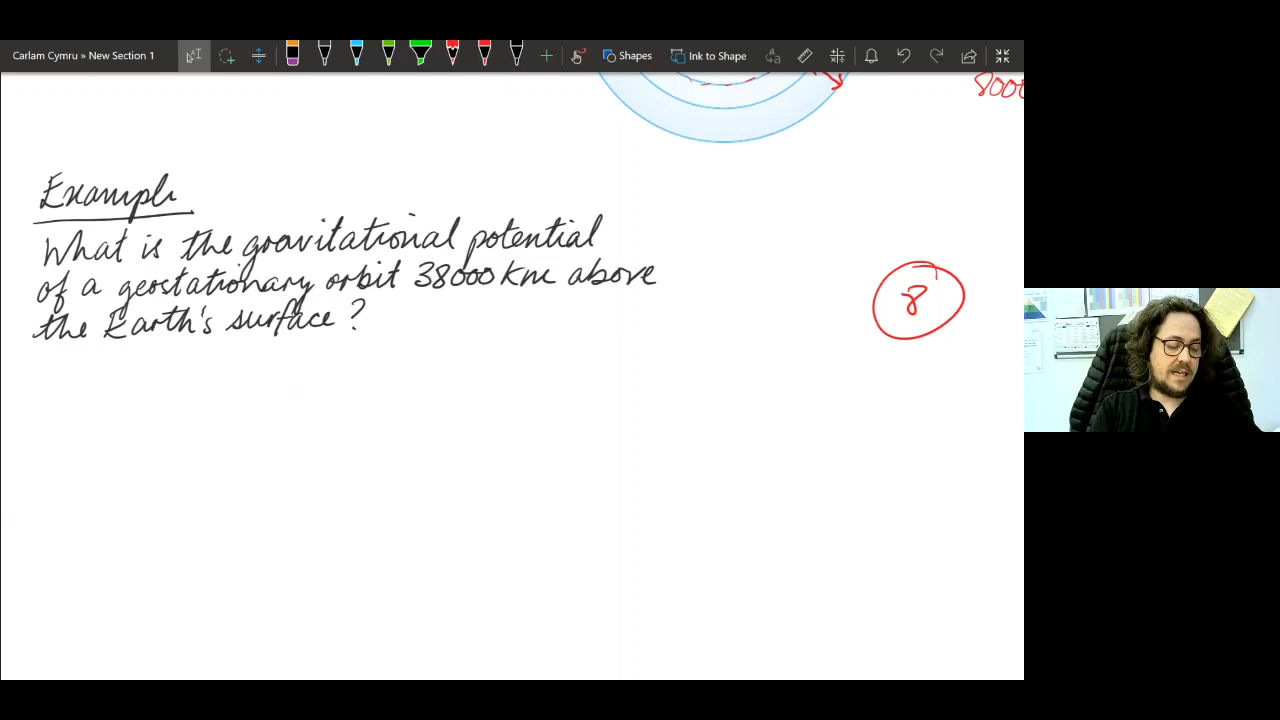 Carlam Cymru » New Section 1
Shapes
Ink to Shape
8000
Example
What is the gravitational potential
of a geostationary orbit 38000 km above
the Earth's surface ?
8